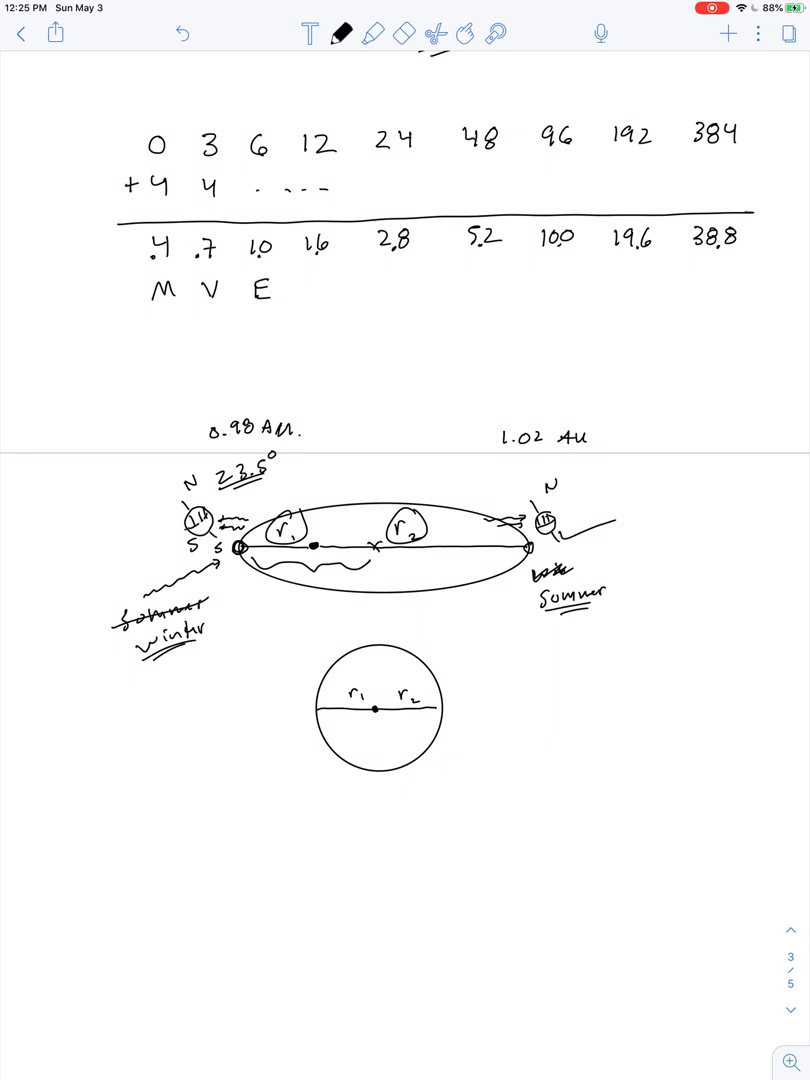 12:25 PM Sun May 3
88%
T
0 3 6 12 24 48 96 192 384
+4 4 . . . . -
.4 .7 1.0 1.6 2.8 5.2 10.0 19.6 38.8
M V E
0.98 AU. 1.02 AU
N 23.5° N
r₁ r₂
S S
Sommer Sommer
Winter
r₁ r₂
3
/
5